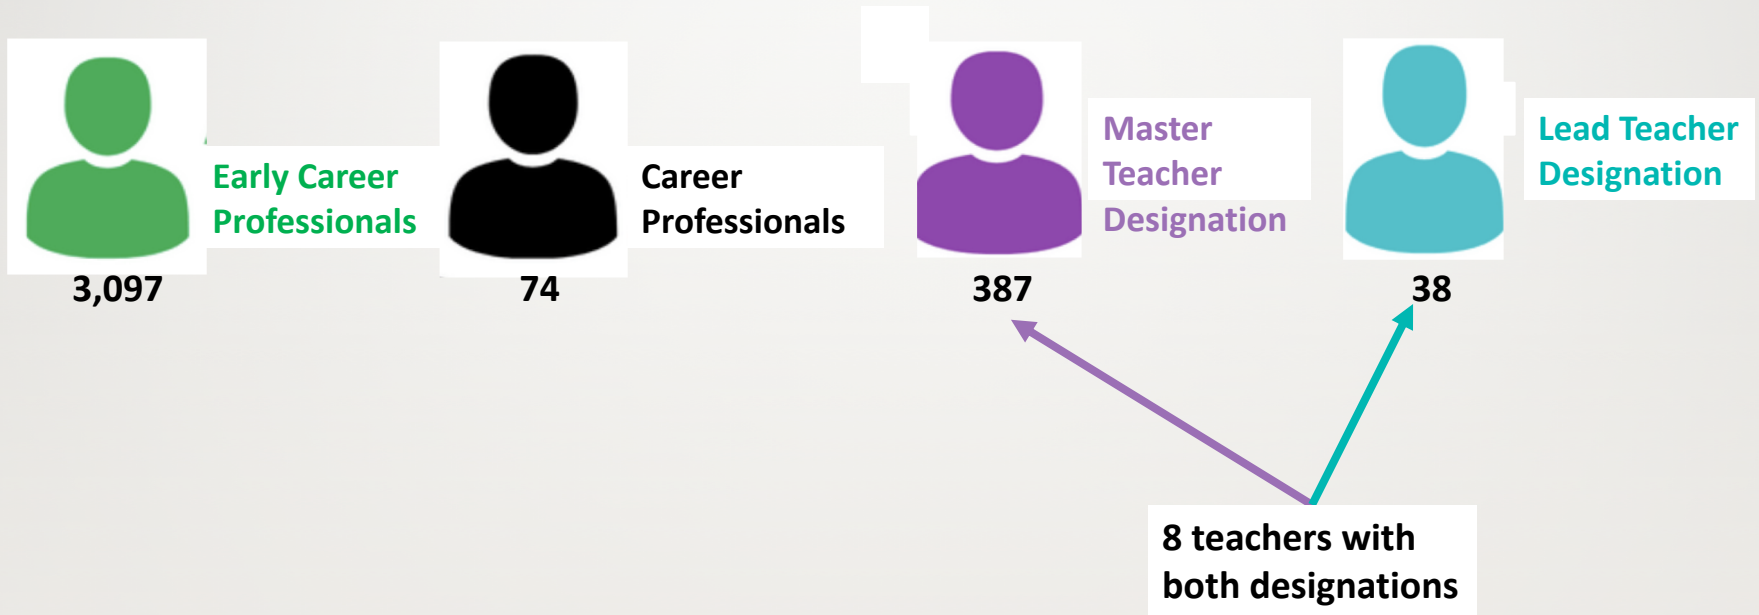 Early Career
Professionals
3,097
Career
Professionals
74
Master
Teacher
Designation
387
Lead Teacher
Designation
38
8 teachers with
both designations